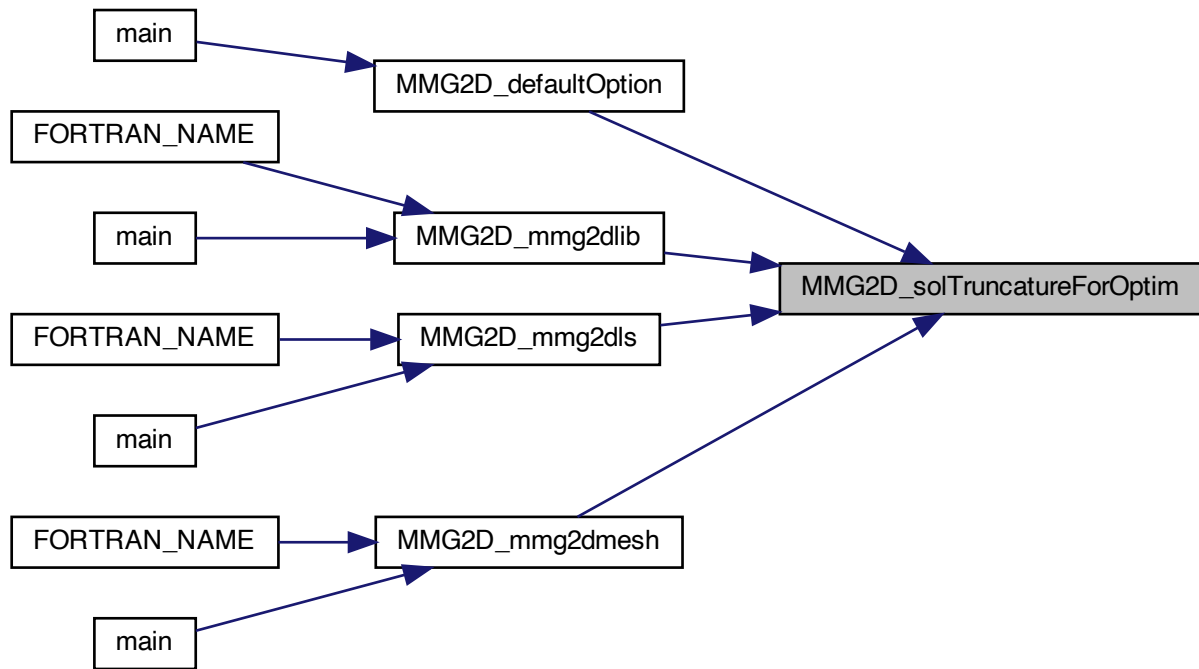 main
MMG2D_defaultOption
FORTRAN_NAME
main
MMG2D_mmg2dlib
MMG2D_solTruncatureForOptim
FORTRAN_NAME
MMG2D_mmg2dls
main
FORTRAN_NAME
MMG2D_mmg2dmesh
main